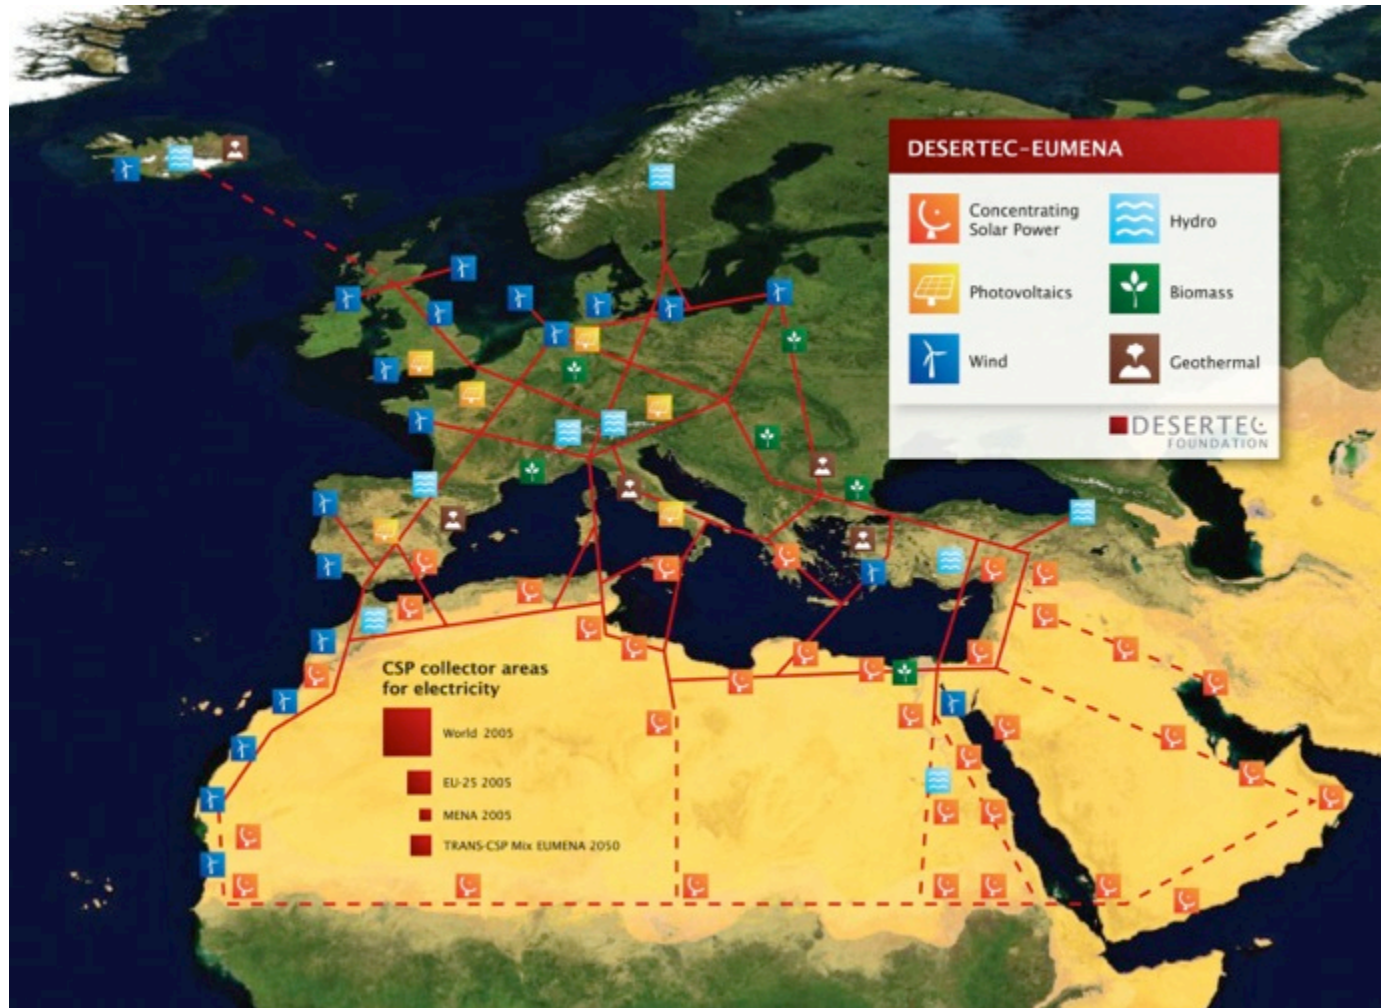 DESERTEC-EUMENA
Concentrating
Solar Power
Hydro
Photovoltaics
Biomass
Wind
Geothermal
DESERTEC
FOUNDATION
CSP collector areas
for electricity
World 2005
EU-25 2005
MENA 2005
TRANS-CSP Mix EUMENA 2050